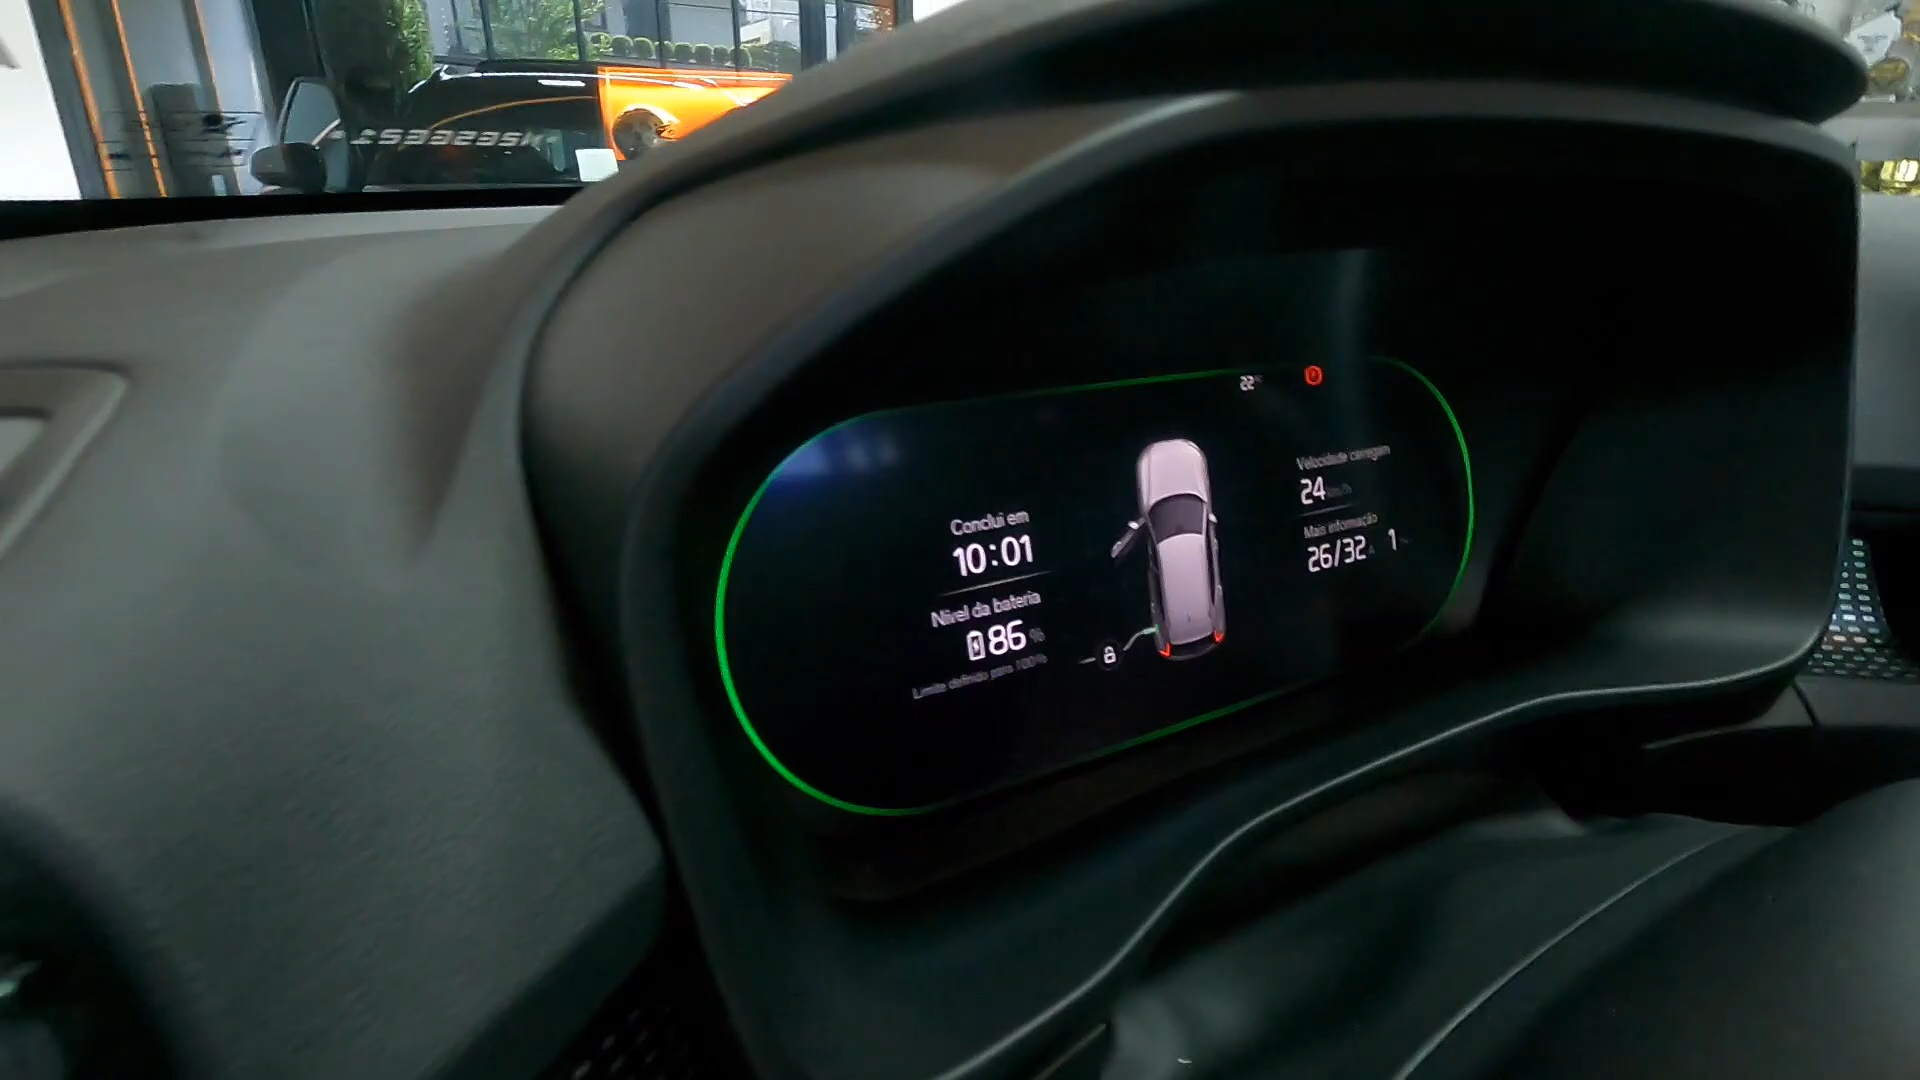 22
Conclui em
10:01
Nível da bateria
86 %
Limite definido para 100%
Velocidade carregam
24 km/h
Mais informação
26/32 A 1